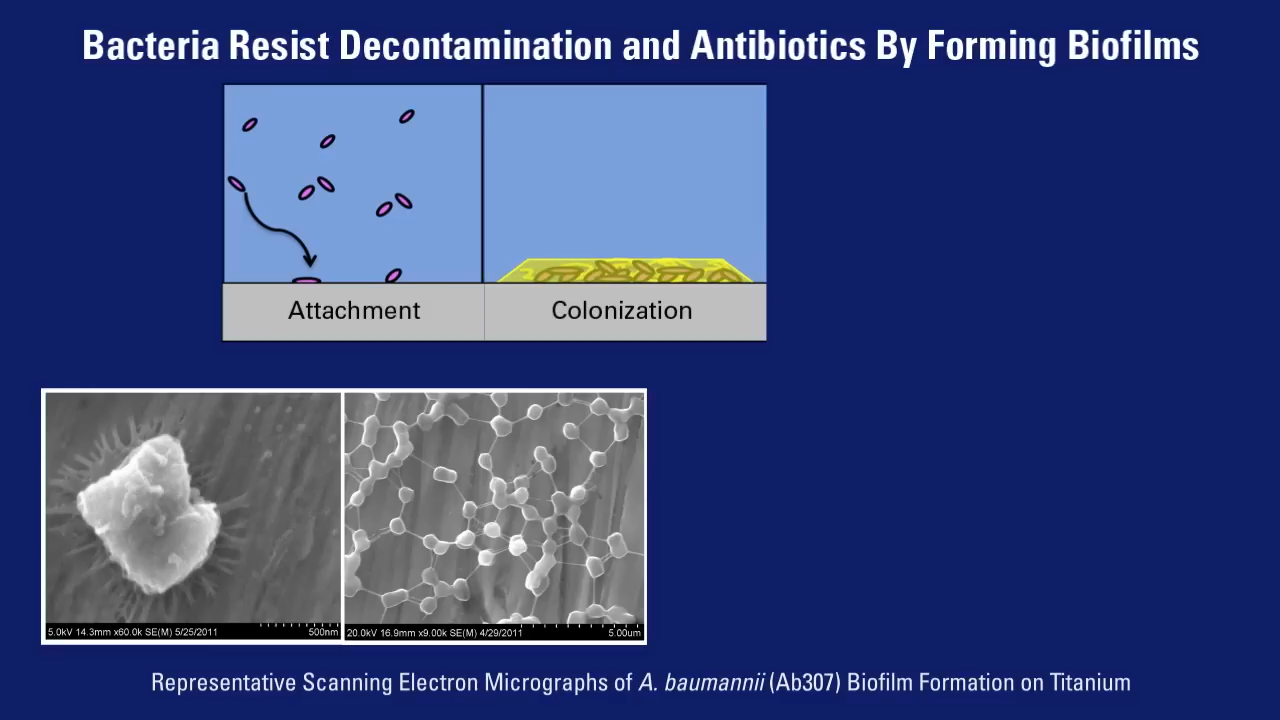 Bacteria Resist Decontamination and Antibiotics By Forming Biofilms
Attachment
Colonization
5.0kV 14.3mm x60.0k SE(M) 5/25/2011
500nm
20.0kV 16.9mm x9.00k SE(M) 4/29/2011
5.00um
Representative Scanning Electron Micrographs of A. baumannii (Ab307) Biofilm Formation on Titanium